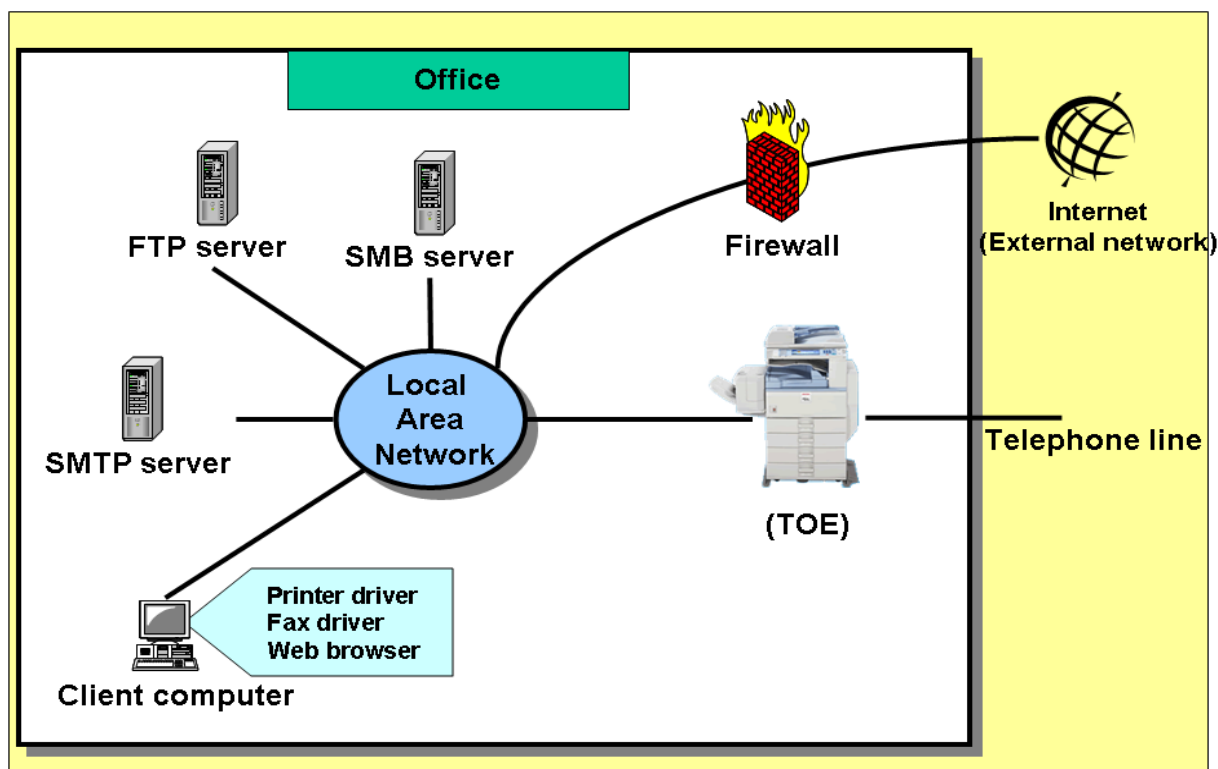 Office
FTP server
SMB server
Firewall
Internet
(External network)
Local
Area
Network
SMTP server
(TOE)
Telephone line
Printer driver
Fax driver
Web browser
Client computer